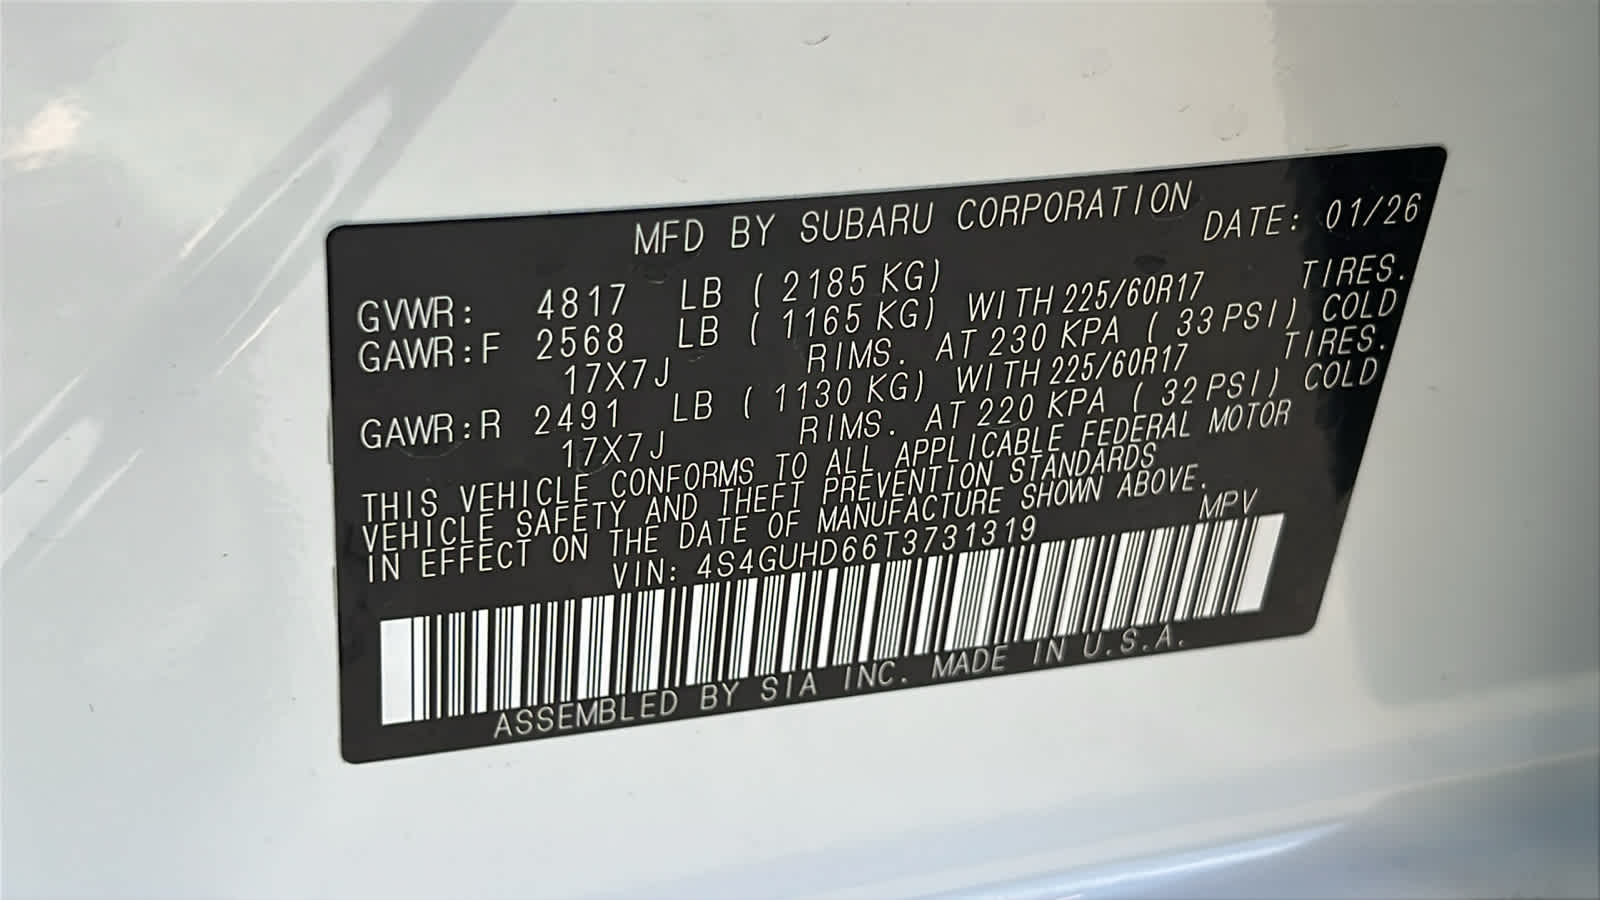 MFD BY SUBARU CORPORATION DATE: 01/26
GVWR: 4817 LB ( 2185 KG)
GAWR:F 2568 LB ( 1165 KG) WITH 225/60R17 TIRES.
17X7J RIMS. AT 230 KPA ( 33 PSI) COLD
GAWR:R 2491 LB ( 1130 KG) WITH 225/60R17 TIRES.
17X7J RIMS. AT 220 KPA ( 32 PSI) COLD
THIS VEHICLE CONFORMS TO ALL APPLICABLE FEDERAL MOTOR
VEHICLE SAFETY AND THEFT PREVENTION STANDARDS
IN EFFECT ON THE DATE OF MANUFACTURE SHOWN ABOVE.
VIN: 4S4GUHD66T3731319 MPV
ASSEMBLED BY SIA INC. MADE IN U.S.A.